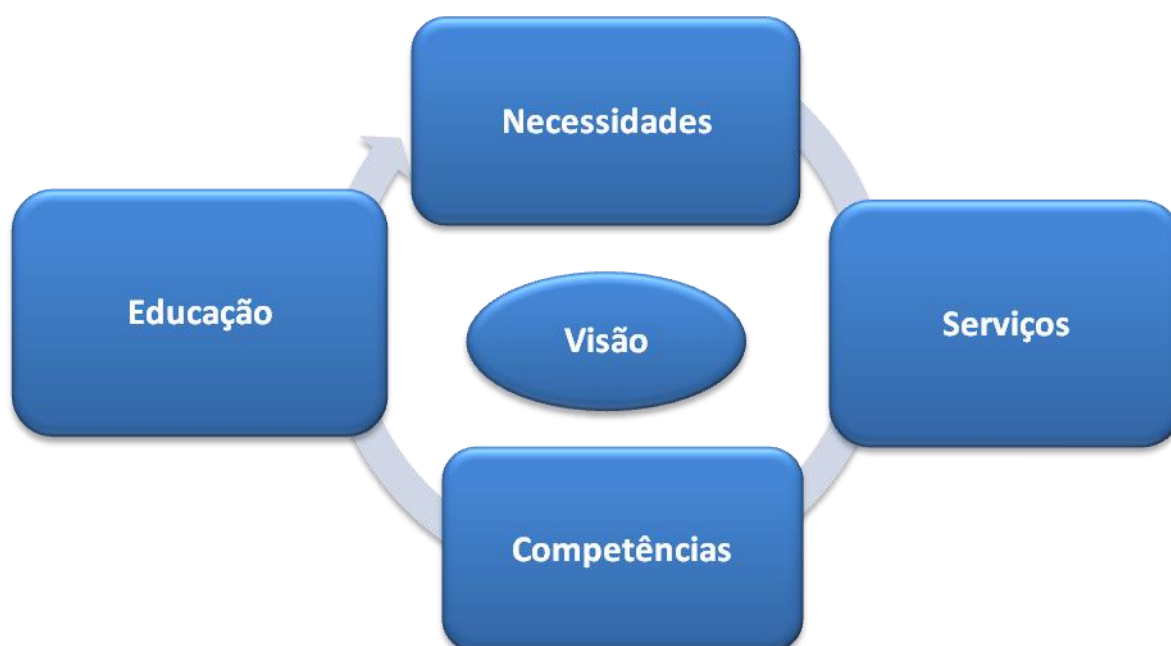 Necessidades
Educação
Serviços
Visão
Competências